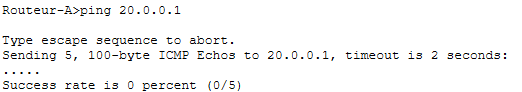 Routeur-A>ping 20.0.0.1
Type escape sequence to abort.
Sending 5, 100-byte ICMP Echos to 20.0.0.1, timeout is 2 seconds:
.....
Success rate is 0 percent (0/5)